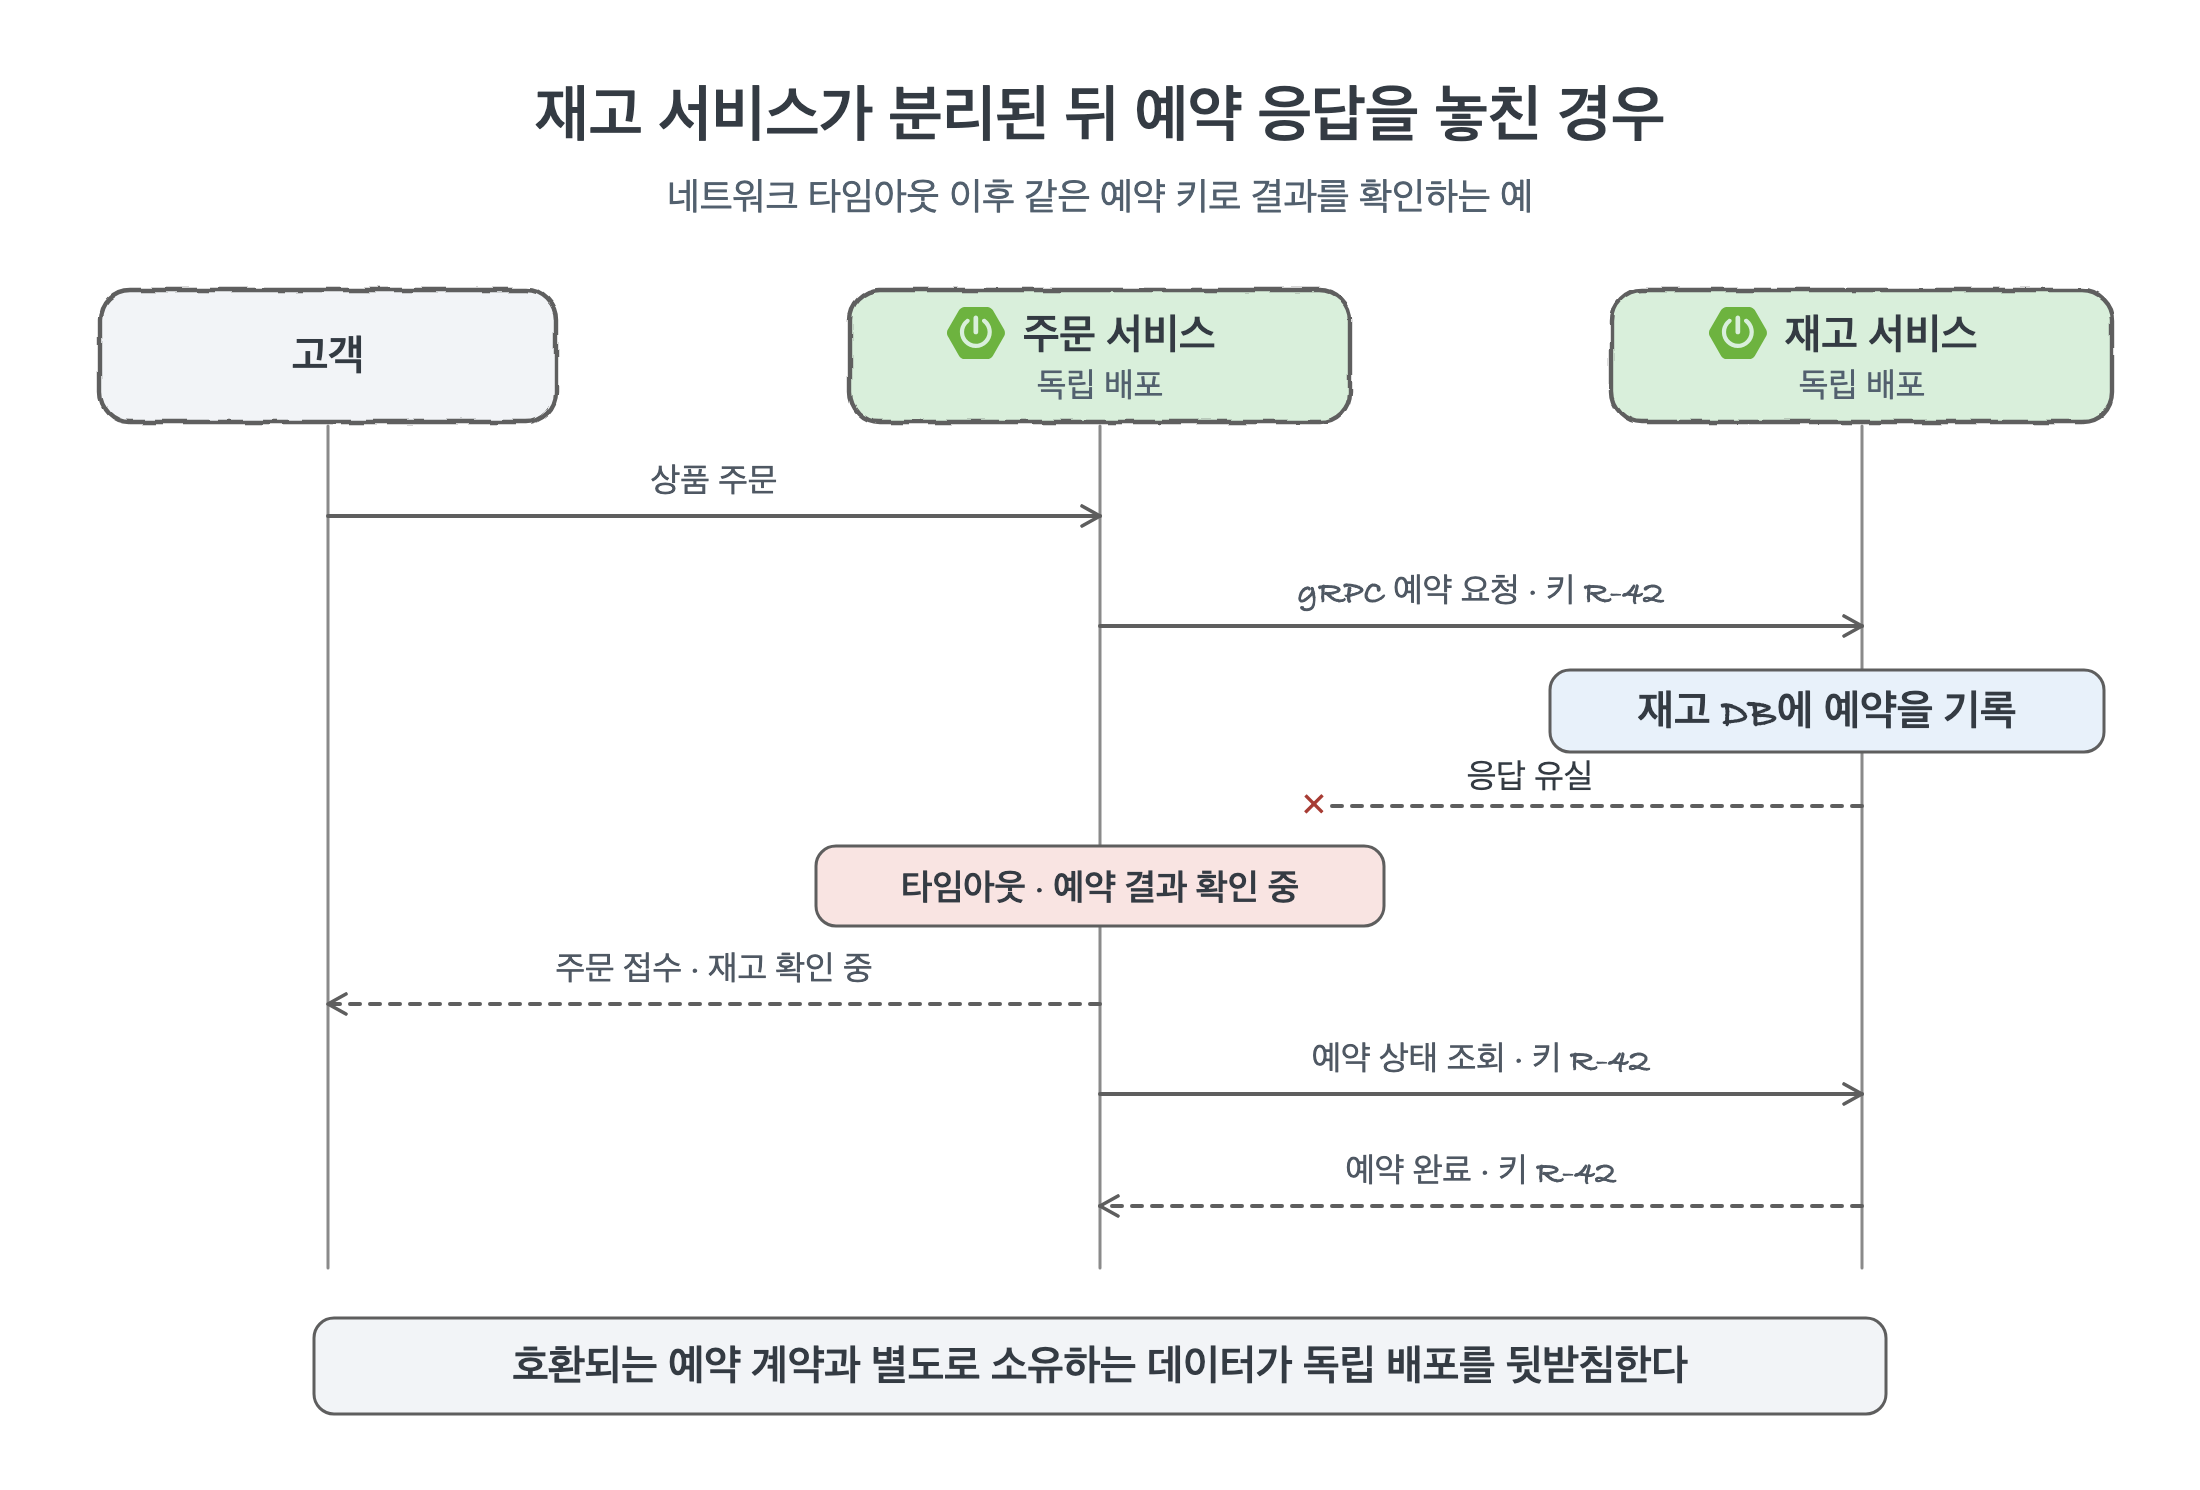 재고 서비스가 분리된 뒤 예약 응답을 놓친 경우
네트워크 타임아웃 이후 같은 예약 키로 결과를 확인하는 예
고객
주문 서비스
독립 배포
재고 서비스
독립 배포
상품 주문
gRPC 예약 요청 · 키 R-42
재고 DB에 예약을 기록
응답 유실
타임아웃 · 예약 결과 확인 중
주문 접수 · 재고 확인 중
예약 상태 조회 · 키 R-42
예약 완료 · 키 R-42
호환되는 예약 계약과 별도로 소유하는 데이터가 독립 배포를 뒷받침한다